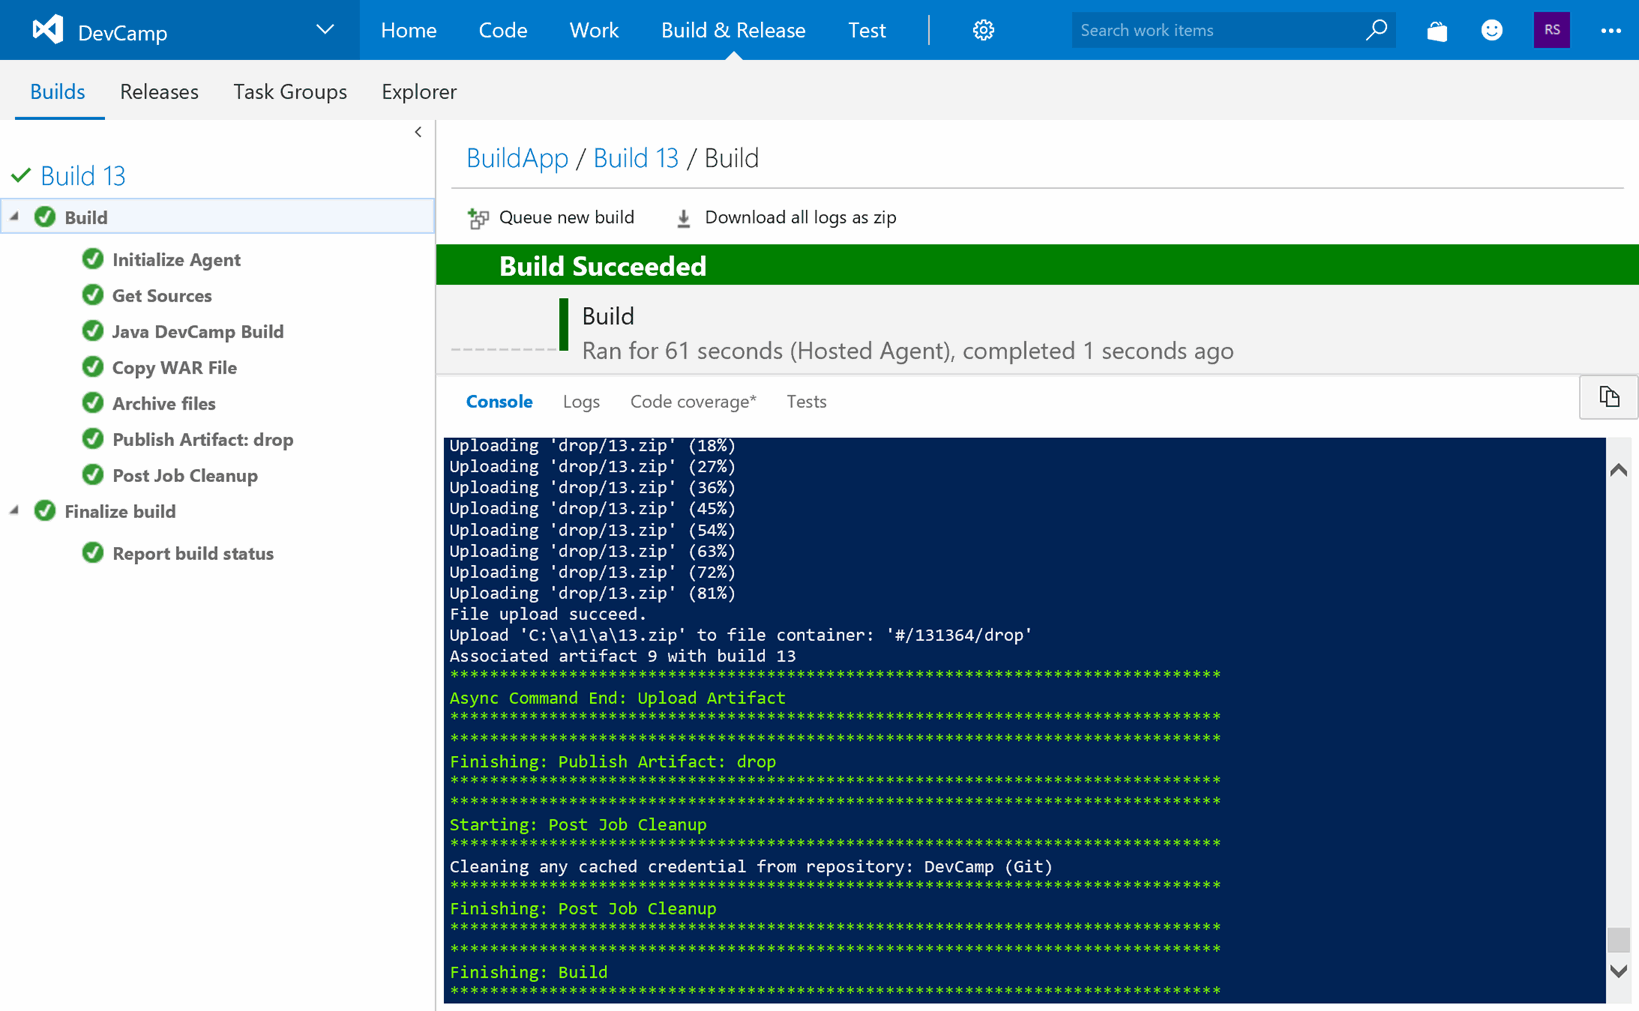 DevCamp
Home
Code
Work
Build & Release
Test
Search work items
RS
Builds
Releases
Task Groups
Explorer
Build 13
Build
Initialize Agent
Get Sources
Java DevCamp Build
Copy WAR File
Archive files
Publish Artifact: drop
Post Job Cleanup
Finalize build
Report build status
BuildApp / Build 13 / Build
Queue new build
Download all logs as zip
Build Succeeded
Build
Ran for 61 seconds (Hosted Agent), completed 1 seconds ago
Console
Logs
Code coverage*
Tests
Uploading 'drop/13.zip' (18%)
Uploading 'drop/13.zip' (27%)
Uploading 'drop/13.zip' (36%)
Uploading 'drop/13.zip' (45%)
Uploading 'drop/13.zip' (54%)
Uploading 'drop/13.zip' (63%)
Uploading 'drop/13.zip' (72%)
Uploading 'drop/13.zip' (81%)
File upload succeed.
Upload 'C:\a\1\a\13.zip' to file container: '#/131364/drop'
Associated artifact 9 with build 13
******************************************************************************
Async Command End: Upload Artifact
******************************************************************************
******************************************************************************
Finishing: Publish Artifact: drop
******************************************************************************
******************************************************************************
Starting: Post Job Cleanup
******************************************************************************
Cleaning any cached credential from repository: DevCamp (Git)
******************************************************************************
Finishing: Post Job Cleanup
******************************************************************************
******************************************************************************
Finishing: Build
******************************************************************************